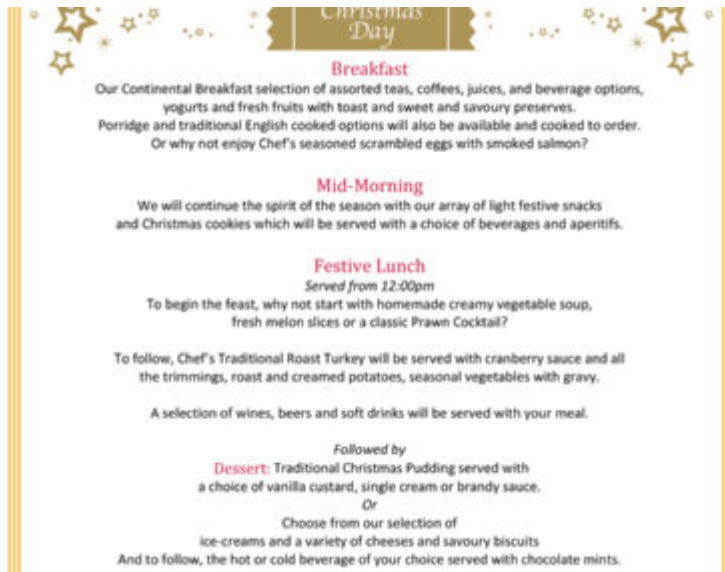 Christmas
Day
Breakfast
Our Continental Breakfast selection of assorted teas, coffees, juices, and beverage options,
yogurts and fresh fruits with toast and sweet and savoury preserves.
Porridge and traditional English cooked options will also be available and cooked to order.
Or why not enjoy Chef's seasoned scrambled eggs with smoked salmon?
Mid-Morning
We will continue the spirit of the season with our array of light festive snacks
and Christmas cookies which will be served with a choice of beverages and aperitifs.
Festive Lunch
Served from 12:00pm
To begin the feast, why not start with homemade creamy vegetable soup,
fresh melon slices or a classic Prawn Cocktail?
To follow, Chef's Traditional Roast Turkey will be served with cranberry sauce and all
the trimmings, roast and creamed potatoes, seasonal vegetables with gravy.
A selection of wines, beers and soft drinks will be served with your meal.
Followed by
Dessert: Traditional Christmas Pudding served with
a choice of vanilla custard, single cream or brandy sauce.
Or
Choose from our selection of
ice-creams and a variety of cheeses and savoury biscuits
And to follow, the hot or cold beverage of your choice served with chocolate mints.